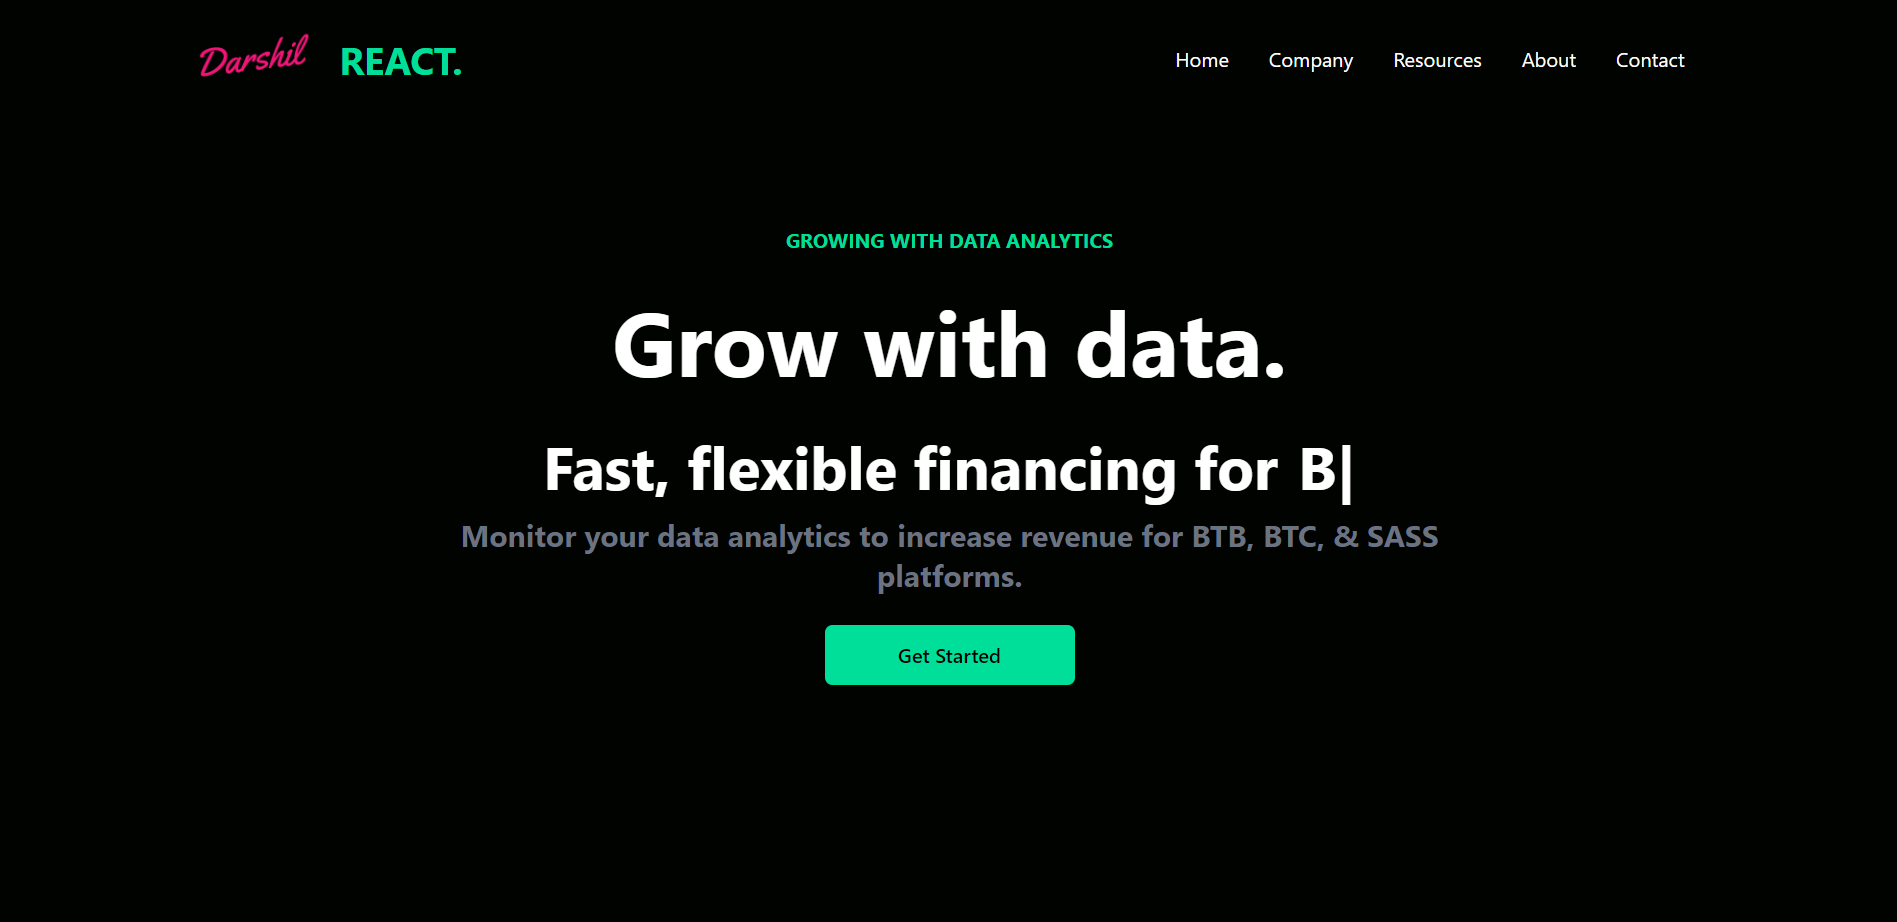 Darshil REACT.
Home Company Resources About Contact
GROWING WITH DATA ANALYTICS
Grow with data.
Fast, flexible financing for B|
Monitor your data analytics to increase revenue for BTB, BTC, & SASS
platforms.
Get Started